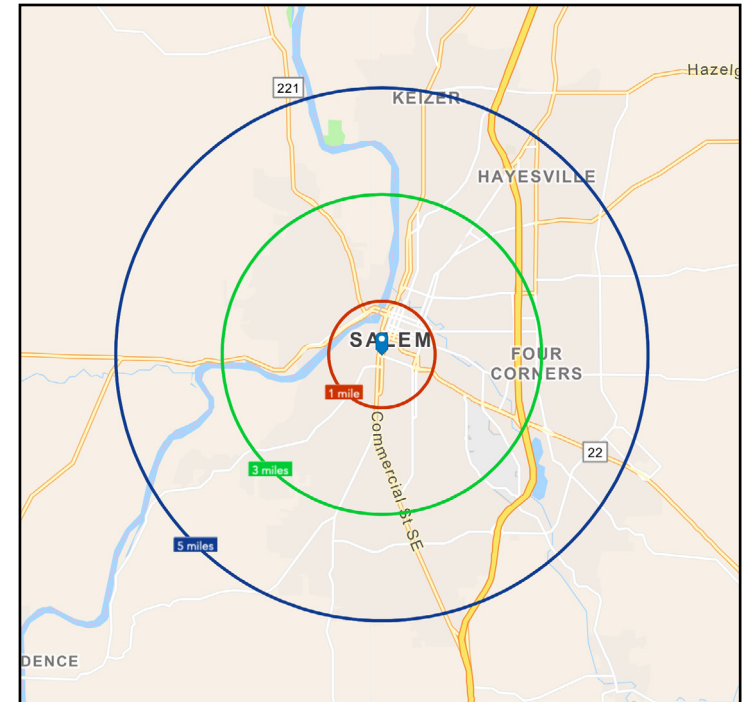 Hazelg
221
KEIZER
HAYESVILLE
SALEM
FOUR
CORNERS
1 mile
Commercial St SE
22
3 miles
5 miles
DENCE